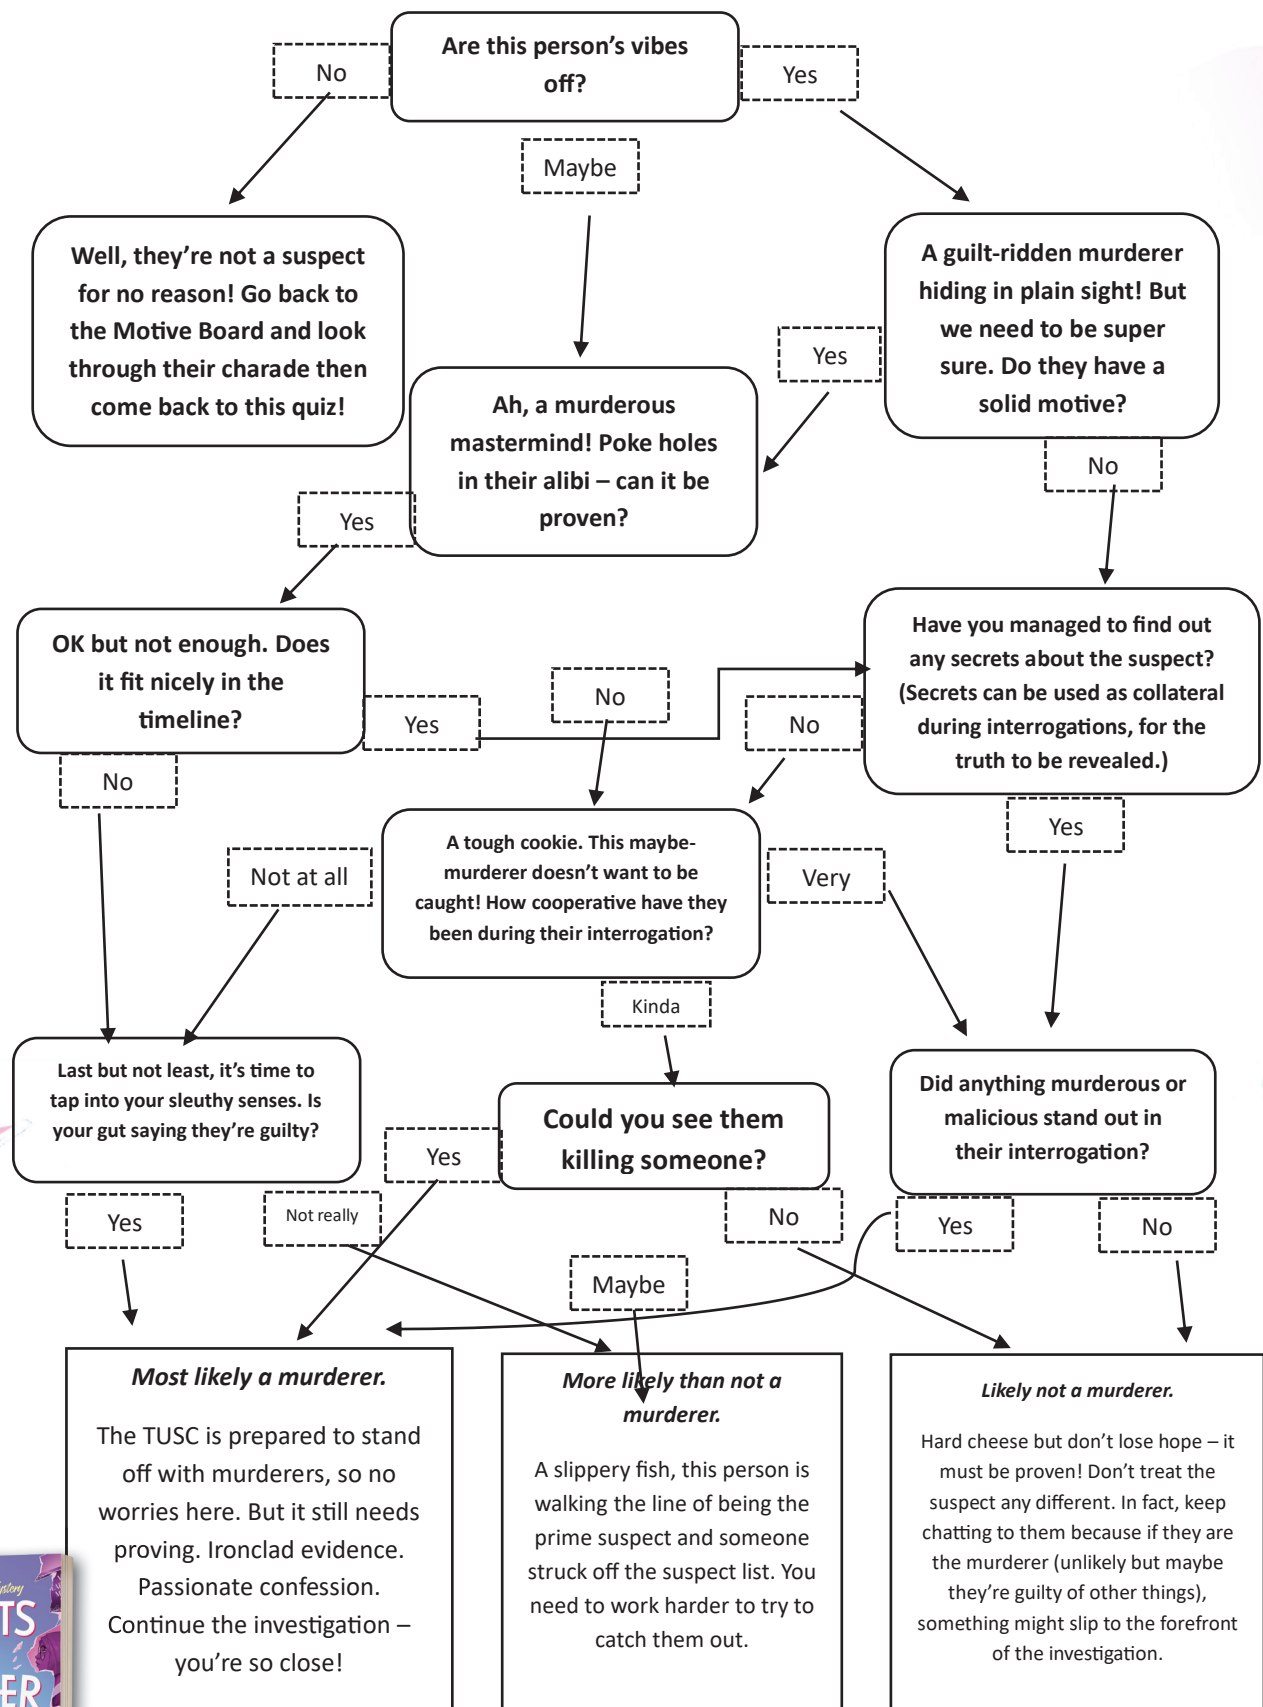 Are this person’s vibes
off?
No
Yes
Maybe
Well, they’re not a suspect
for no reason! Go back to
the Motive Board and look
through their charade then
come back to this quiz!
A guilt-ridden murderer
hiding in plain sight! But
we need to be super
sure. Do they have a
solid motive?
Yes
No
Ah, a murderous
mastermind! Poke holes
in their alibi – can it be
proven?
Yes
No
OK but not enough. Does
it fit nicely in the
timeline?
Yes
No
Have you managed to find out
any secrets about the suspect?
(Secrets can be used as collateral
during interrogations, for the
truth to be revealed.)
No
Yes
A tough cookie. This maybe-
murderer doesn’t want to be
caught! How cooperative have they
been during their interrogation?
Not at all
Very
Kinda
Last but not least, it’s time to
tap into your sleuthy senses. Is
your gut saying they’re guilty?
Yes
Not really
Could you see them
killing someone?
Yes
No
Maybe
Did anything murderous or
malicious stand out in
their interrogation?
Yes
No
Most likely a murderer.
The TUSC is prepared to stand
off with murderers, so no
worries here. But it still needs
proving. Ironclad evidence.
Passionate confession.
Continue the investigation –
you’re so close!
More likely than not a
murderer.
A slippery fish, this person is
walking the line of being the
prime suspect and someone
struck off the suspect list. You
need to work harder to try to
catch them out.
Likely not a murderer.
Hard cheese but don’t lose hope – it
must be proven! Don’t treat the
suspect any different. In fact, keep
chatting to them because if they are
the murderer (unlikely but maybe
they’re guilty of other things),
something might slip to the forefront
of the investigation.
TS
ER